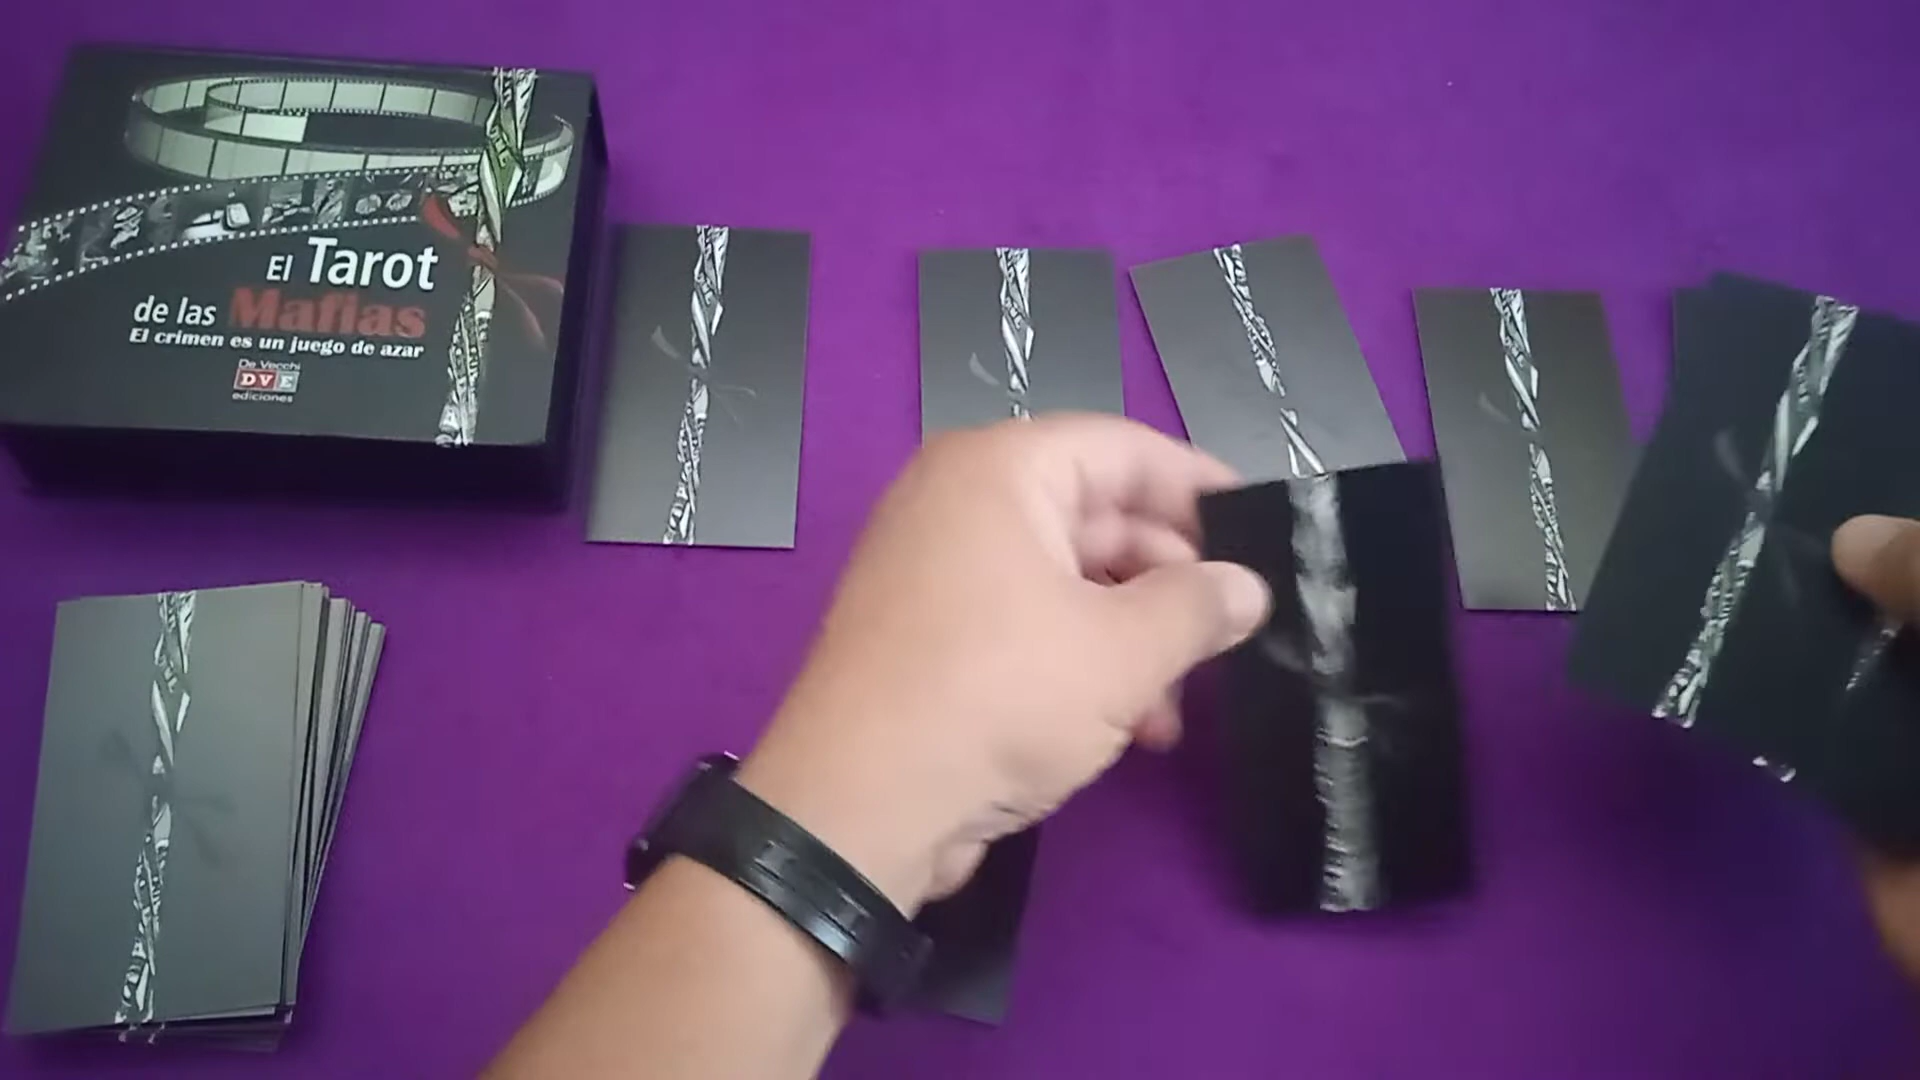 El Tarot
de las Mafias
El crimen es un juego de azar
De Vecchi
DVE
ediciones